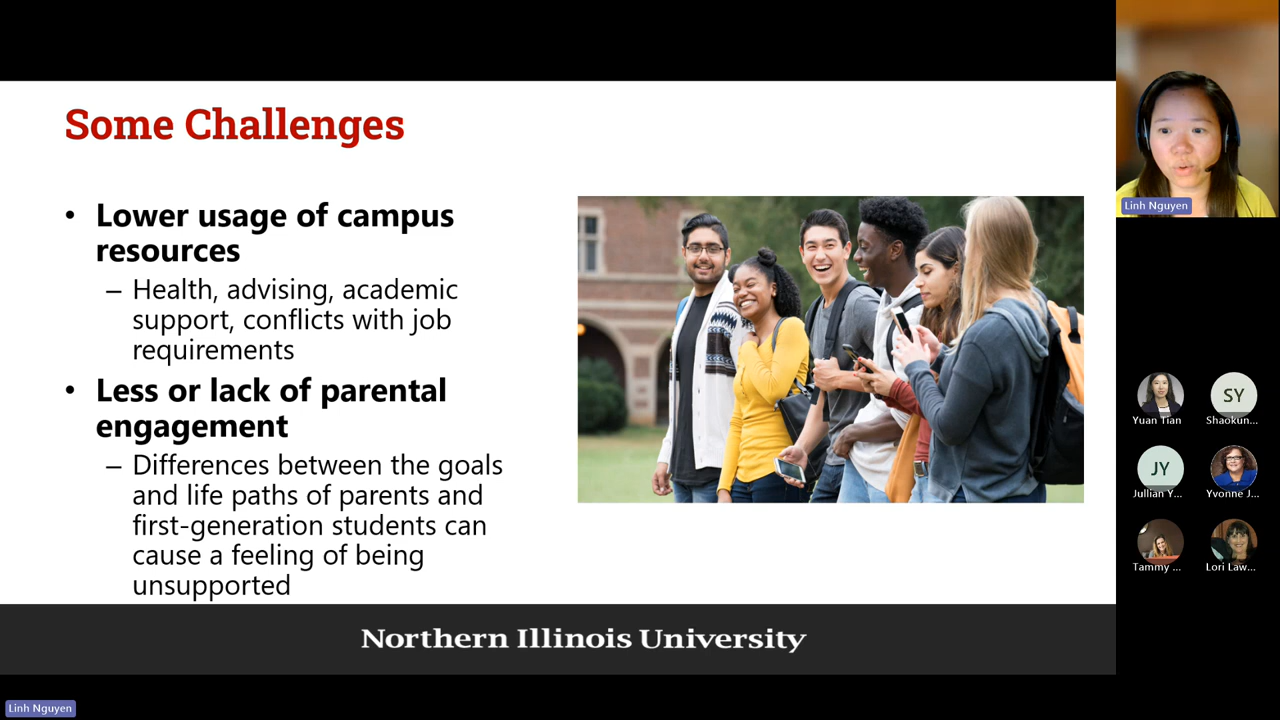 Some Challenges
• Lower usage of campus
resources
– Health, advising, academic
support, conflicts with job
requirements
• Less or lack of parental
engagement
– Differences between the goals
and life paths of parents and
first-generation students can
cause a feeling of being
unsupported
Northern Illinois University
Linh Nguyen
Yuan Tian
Shaokun...
SY
JY
Jullian Y...
Yvonne J...
Tammy ...
Lori Law...
Linh Nguyen